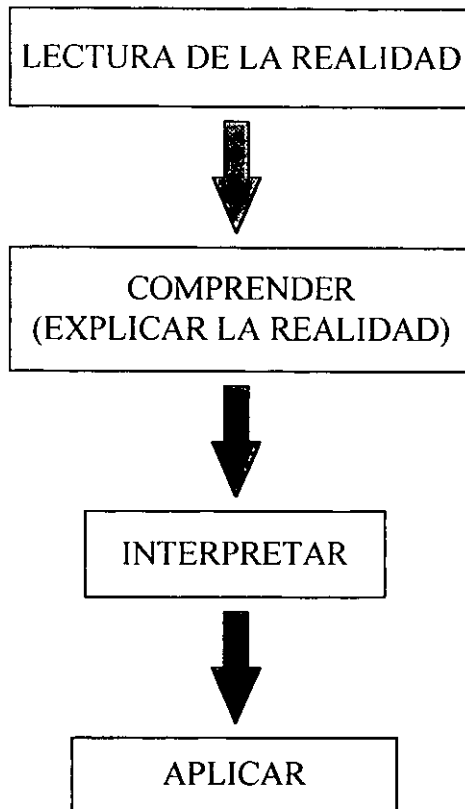 LECTURA DE LA REALIDAD
COMPRENDER
(EXPLICAR LA REALIDAD)
INTERPRETAR
APLICAR